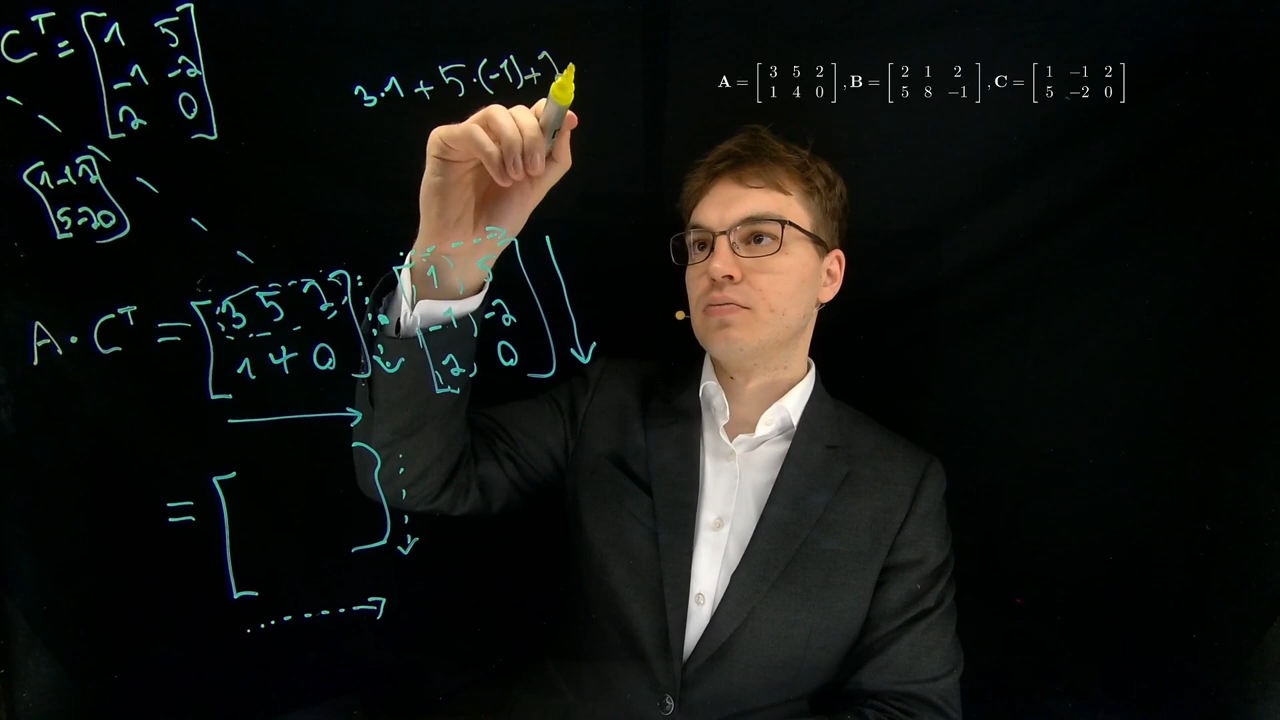 C^T = [1 5; -1 -2; 2 0]
[1 -1 2; 5 -2 0]
3·1 + 5·(-1) + 2
A = [3 5 2; 1 4 0], B = [2 1 2; 5 8 −1], C = [1 −1 2; 5 −2 0]
A · C^T = [3 5 2; 1 4 0] · [1 5; -1 -2; 2 0]
= [ ]